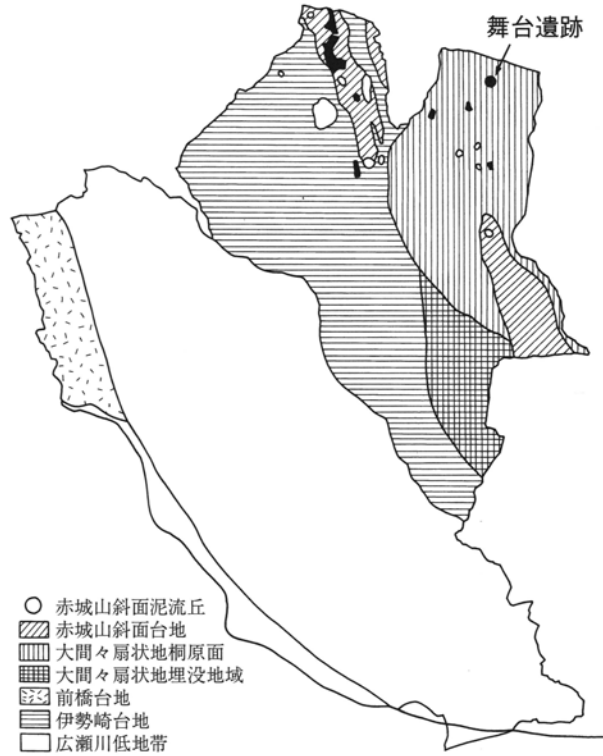 舞台遺跡
赤城山斜面泥流丘
赤城山斜面台地
大間々扇状地桐原面
大間々扇状地埋没地域
前橋台地
伊勢崎台地
広瀬川低地帯